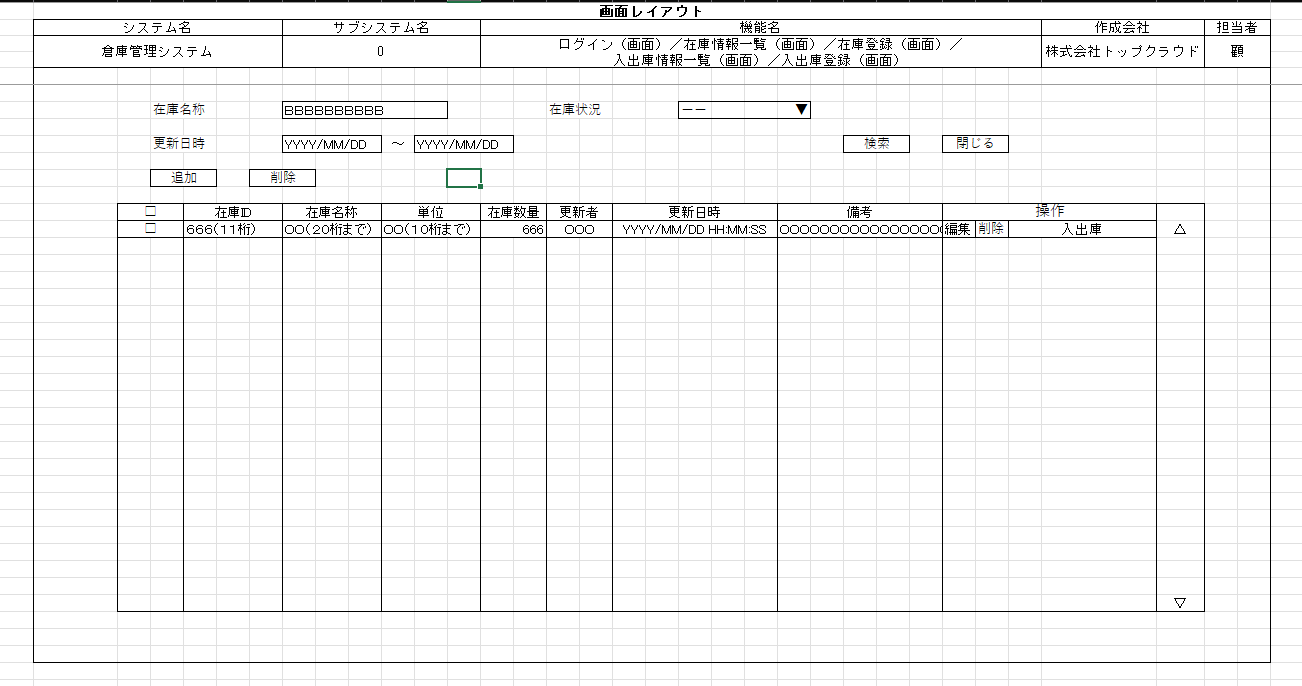 画面レイアウト
システム名 サブシステム名 機能名 作成会社 担当者
倉庫管理システム 0 ログイン（画面）／在庫情報一覧（画面）／在庫登録（画面）／ 株式会社トップクラウド 顧
入出庫情報一覧（画面）／入出庫登録（画面）
在庫名称 BBBBBBBBBB 在庫状況 －－ ▼
更新日時 YYYY/MM/DD ～ YYYY/MM/DD 検索 閉じる
追加 削除
□ 在庫ID 在庫名称 単位 在庫数量 更新者 更新日時 備考 操作
□ 666(11桁) OO(20桁まで) OO(10桁まで) 666 OOO YYYY/MM/DD HH:MM:SS OOOOOOOOOOOOOOOOO 編集 削除 入出庫 △
▽